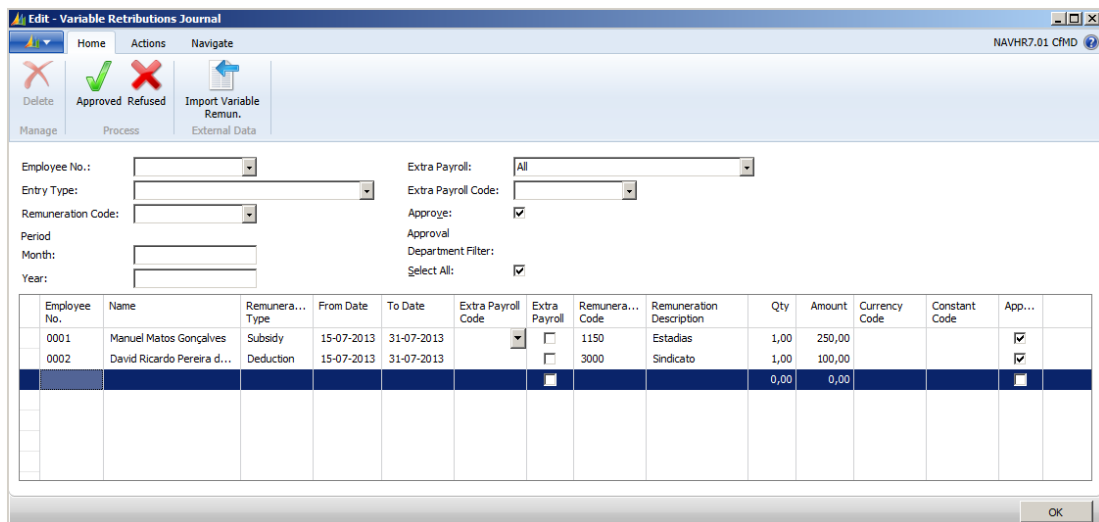 Edit - Variable Retributions Journal
Home Actions Navigate NAVHR7.01 CfMD ?
Delete Approved Refused Import Variable Remun.
Manage Process External Data
Employee No.: Extra Payroll: All
Entry Type: Extra Payroll Code:
Remuneration Code: Approve:
Period Approval
Month: Department Filter:
Year: Select All:
Employee No. Name Remunera... Type From Date To Date Extra Payroll Code Extra Payroll Remunera... Code Remuneration Description Qty Amount Currency Code Constant Code App...
0001 Manuel Matos Gonçalves Subsidy 15-07-2013 31-07-2013 1150 Estadias 1,00 250,00
0002 David Ricardo Pereira d... Deduction 15-07-2013 31-07-2013 3000 Sindicato 1,00 100,00
0,00 0,00
OK